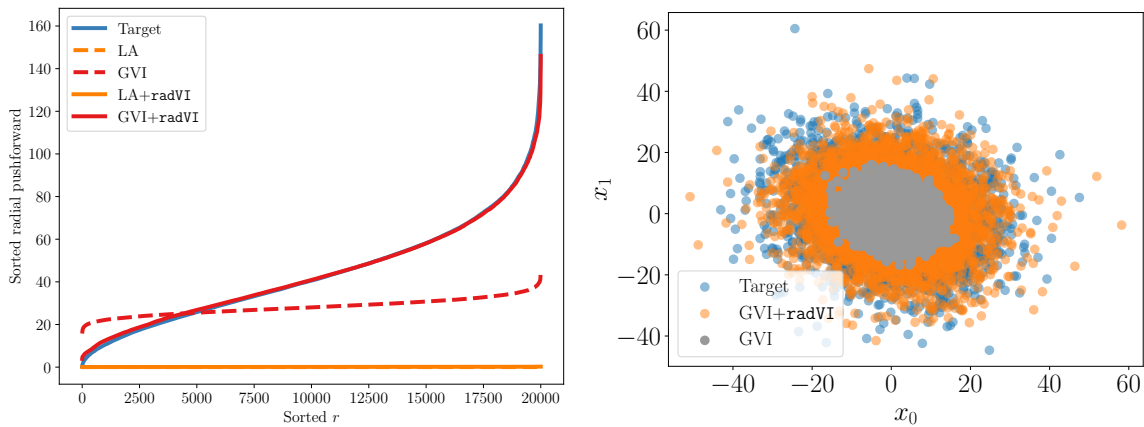 160
140
120
100
80
60
40
20
0
Sorted radial pushforward
Target
LA
GVI
LA+radVI
GVI+radVI
0 2500 5000 7500 10000 12500 15000 17500 20000
Sorted r
60
40
20
0
−20
−40
x₁
Target
GVI+radVI
GVI
−40 −20 0 20 40 60
x₀